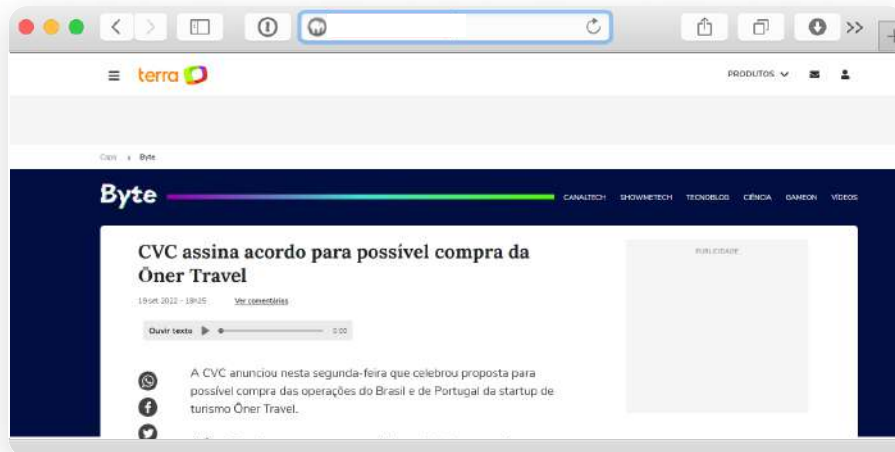 terra
PRODUTOS
Capa › Byte
Byte
CANALTECH SHOWMETECH TECNOBLOG CIÊNCIA GAMEON VÍDEOS
CVC assina acordo para possível compra da
Ôner Travel
PUBLICIDADE
19 set 2022 - 18h25 Ver comentários
Ouvir texto 0:00
A CVC anunciou nesta segunda-feira que celebrou proposta para
possível compra das operações do Brasil e de Portugal da startup de
turismo Ôner Travel.